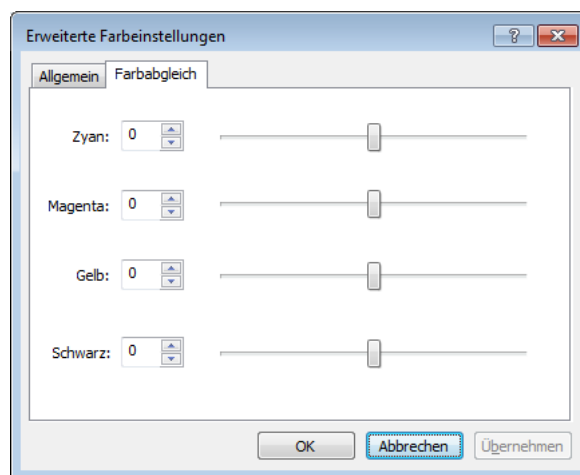 Erweiterte Farbeinstellungen
?
Allgemein Farbabgleich
Zyan: 0
Magenta: 0
Gelb: 0
Schwarz: 0
OK Abbrechen Übernehmen